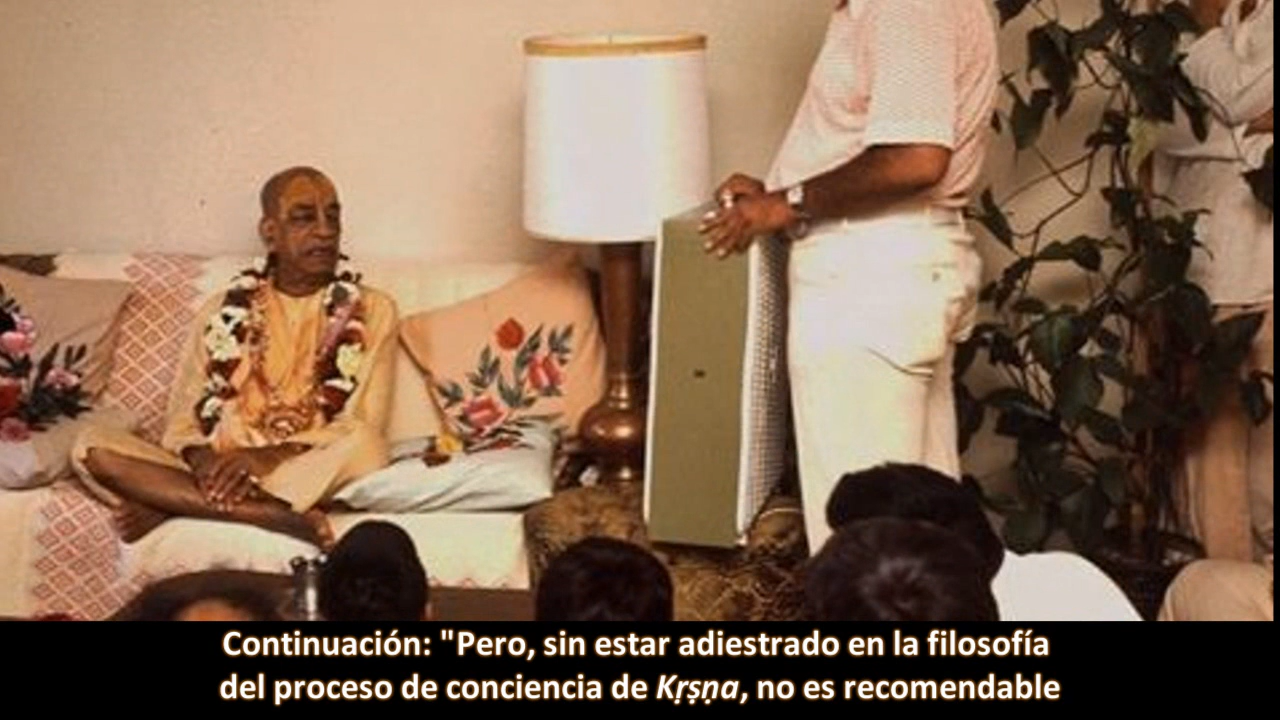 Continuación: "Pero, sin estar adiestrado en la filosofía
del proceso de conciencia de Kṛṣṇa, no es recomendable